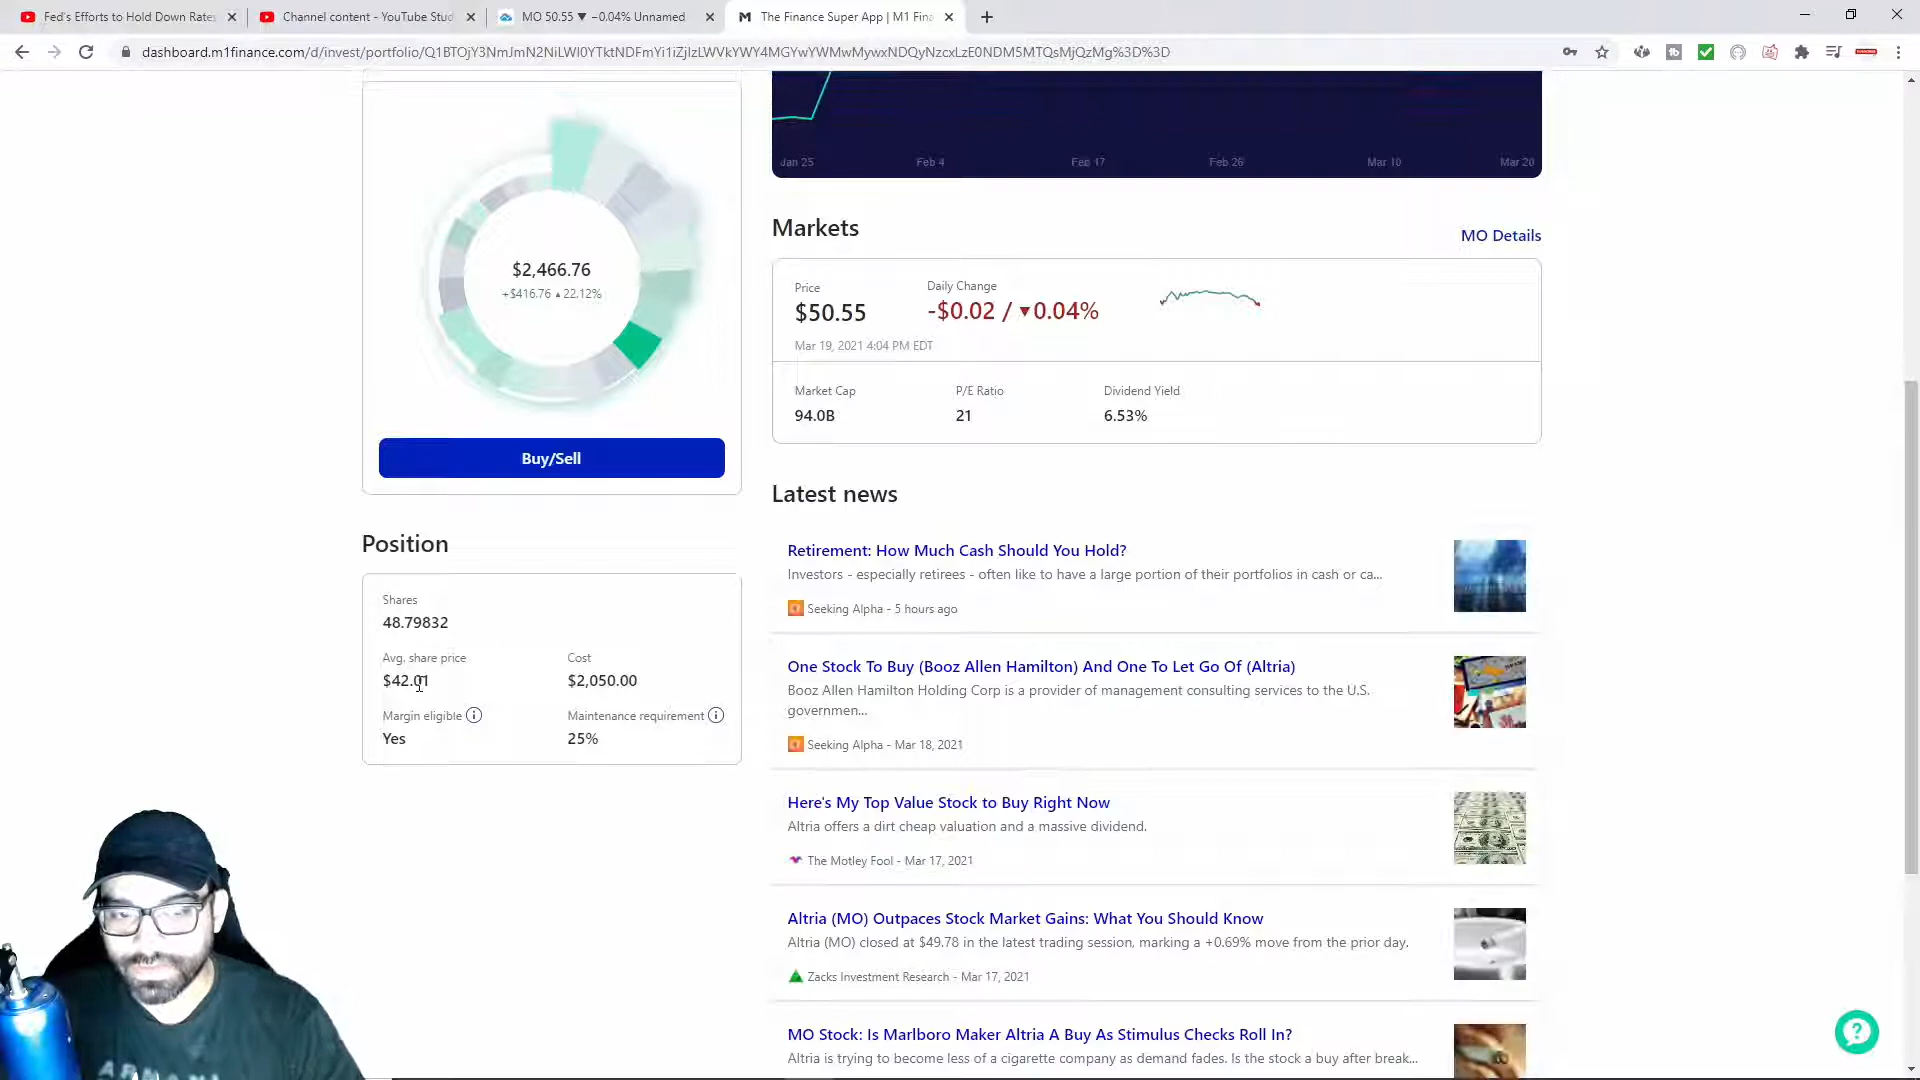 Fed's Efforts to Hold Down Rates
Channel content - YouTube Stud
MO 50.55 ▼ −0.04% Unnamed
The Finance Super App | M1 Fina
Jan 25
Feb 4
Feb 17
Feb 26
Mar 10
Mar 20
$2,466.76
+$416.76 ▲ 22.12%
Buy/Sell
Markets
MO Details
Price
Daily Change
$50.55
-$0.02 / ▼0.04%
Mar 19, 2021 4:04 PM EDT
Market Cap
P/E Ratio
Dividend Yield
94.0B
21
6.53%
Position
Shares
48.79832
Avg. share price
Cost
$42.01
$2,050.00
Margin eligible
Maintenance requirement
Yes
25%
Latest news
Retirement: How Much Cash Should You Hold?
Investors - especially retirees - often like to have a large portion of their portfolios in cash or ca...
Seeking Alpha - 5 hours ago
One Stock To Buy (Booz Allen Hamilton) And One To Let Go Of (Altria)
Booz Allen Hamilton Holding Corp is a provider of management consulting services to the U.S.
governmen...
Seeking Alpha - Mar 18, 2021
Here's My Top Value Stock to Buy Right Now
Altria offers a dirt cheap valuation and a massive dividend.
The Motley Fool - Mar 17, 2021
Altria (MO) Outpaces Stock Market Gains: What You Should Know
Altria (MO) closed at $49.78 in the latest trading session, marking a +0.69% move from the prior day.
Zacks Investment Research - Mar 17, 2021
MO Stock: Is Marlboro Maker Altria A Buy As Stimulus Checks Roll In?
Altria is trying to become less of a cigarette company as demand fades. Is the stock a buy after break...